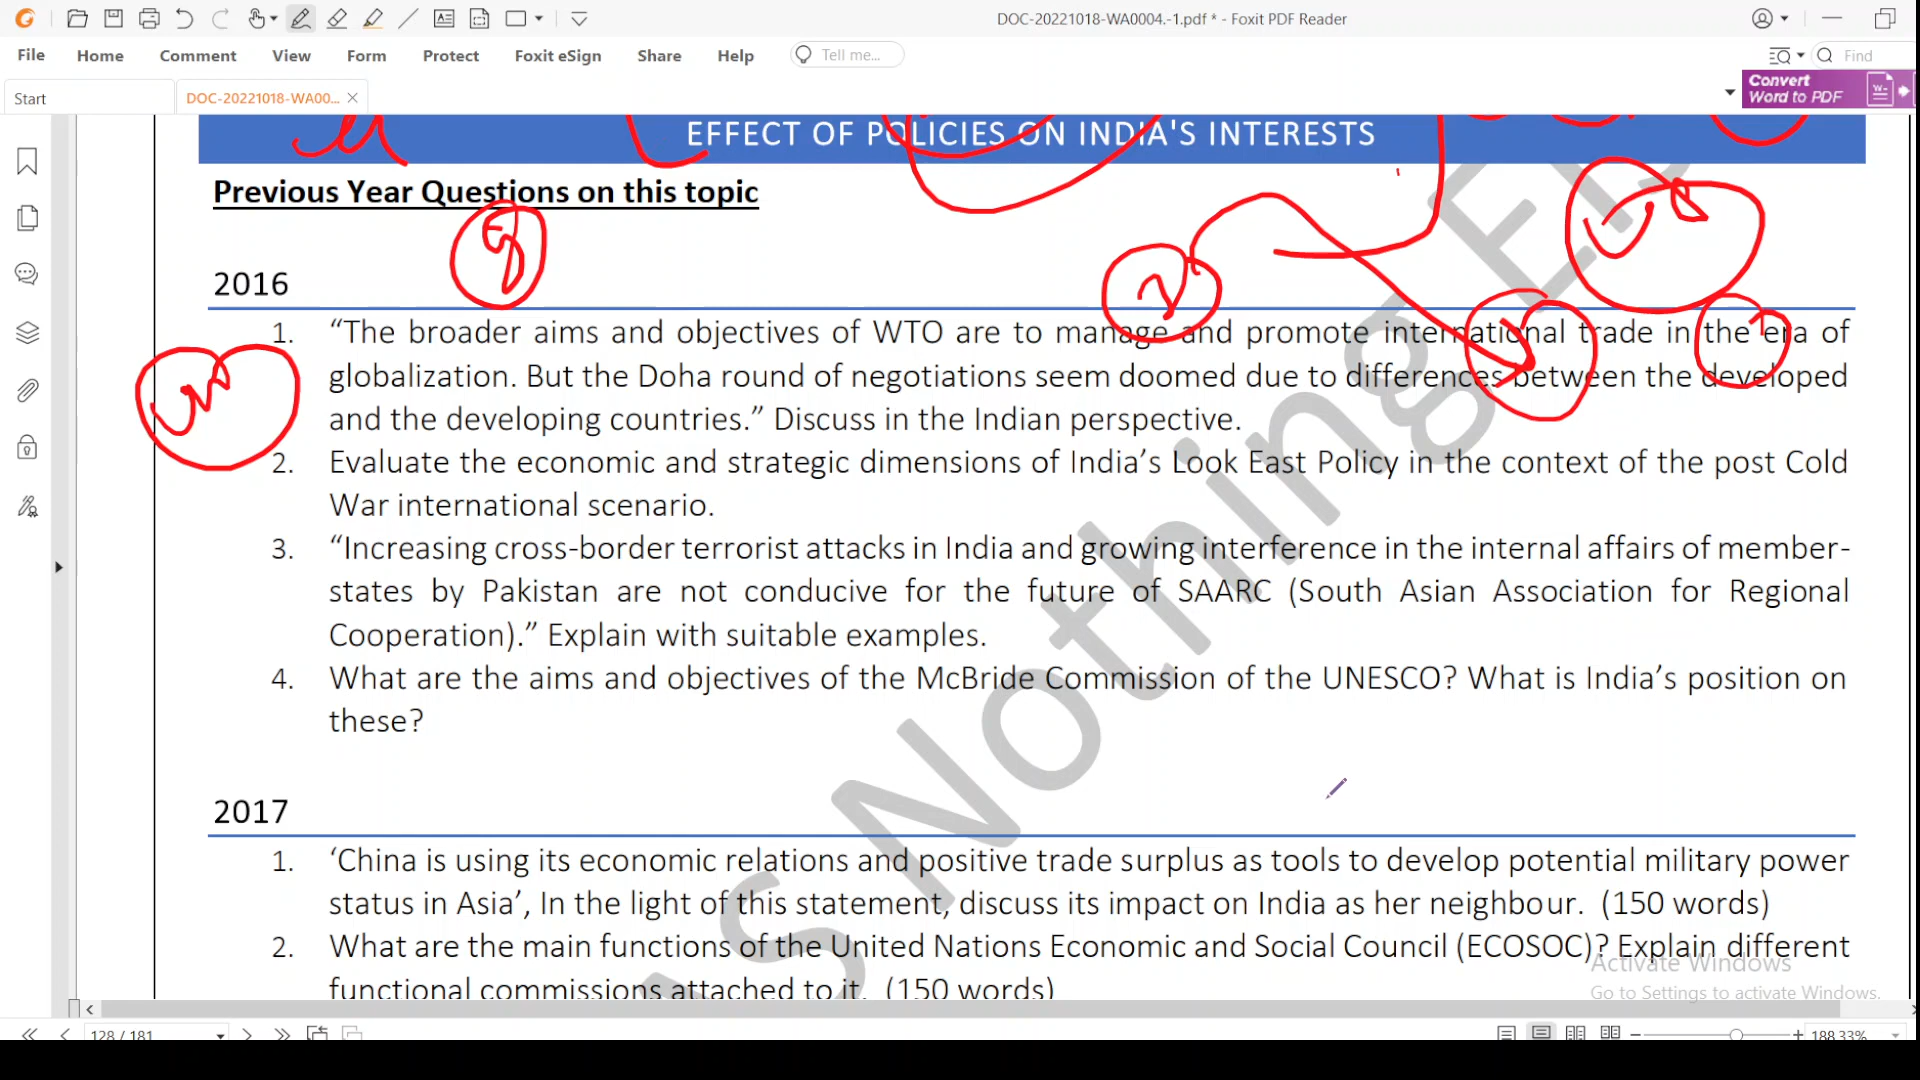 DOC-20221018-WA0004.-1.pdf * - Foxit PDF Reader
File Home Comment View Form Protect Foxit eSign Share Help Tell me... Find
Start DOC-20221018-WA00... Convert
Word to PDF
EFFECT OF POLICIES ON INDIA'S INTERESTS
Previous Year Questions on this topic
2016
1. “The broader aims and objectives of WTO are to manage and promote international trade in the era of
globalization. But the Doha round of negotiations seem doomed due to differences between the developed
and the developing countries.” Discuss in the Indian perspective.
2. Evaluate the economic and strategic dimensions of India’s Look East Policy in the context of the post Cold
War international scenario.
3. “Increasing cross-border terrorist attacks in India and growing interference in the internal affairs of member-
states by Pakistan are not conducive for the future of SAARC (South Asian Association for Regional
Cooperation).” Explain with suitable examples.
4. What are the aims and objectives of the McBride Commission of the UNESCO? What is India’s position on
these?
2017
1. ‘China is using its economic relations and positive trade surplus as tools to develop potential military power
status in Asia’, In the light of this statement, discuss its impact on India as her neighbour. (150 words)
2. What are the main functions of the United Nations Economic and Social Council (ECOSOC)? Explain different
functional commissions attached to it. (150 words)
Activate Windows
Go to Settings to activate Windows.
128 / 181 188.33%
S Nothing El